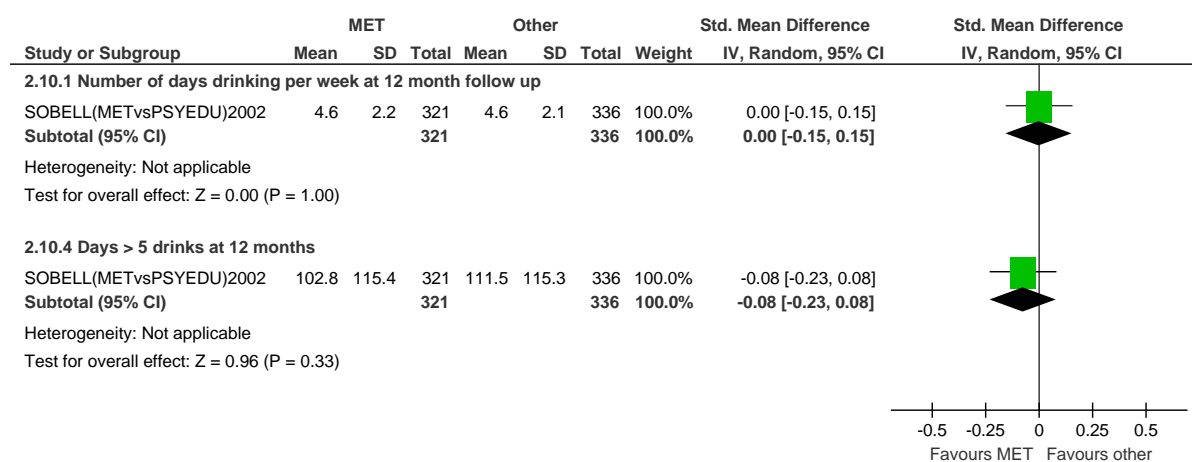 MET Other Std. Mean Difference Std. Mean Difference
Study or Subgroup Mean SD Total Mean SD Total Weight IV, Random, 95% CI IV, Random, 95% CI
2.10.1 Number of days drinking per week at 12 month follow up
SOBELL(METvsPSYEDU)2002 4.6 2.2 321 4.6 2.1 336 100.0% 0.00 [-0.15, 0.15]
Subtotal (95% CI) 321 336 100.0% 0.00 [-0.15, 0.15]
Heterogeneity: Not applicable
Test for overall effect: Z = 0.00 (P = 1.00)
2.10.4 Days > 5 drinks at 12 months
SOBELL(METvsPSYEDU)2002 102.8 115.4 321 111.5 115.3 336 100.0% -0.08 [-0.23, 0.08]
Subtotal (95% CI) 321 336 100.0% -0.08 [-0.23, 0.08]
Heterogeneity: Not applicable
Test for overall effect: Z = 0.96 (P = 0.33)
-0.5 -0.25 0 0.25 0.5
Favours MET Favours other